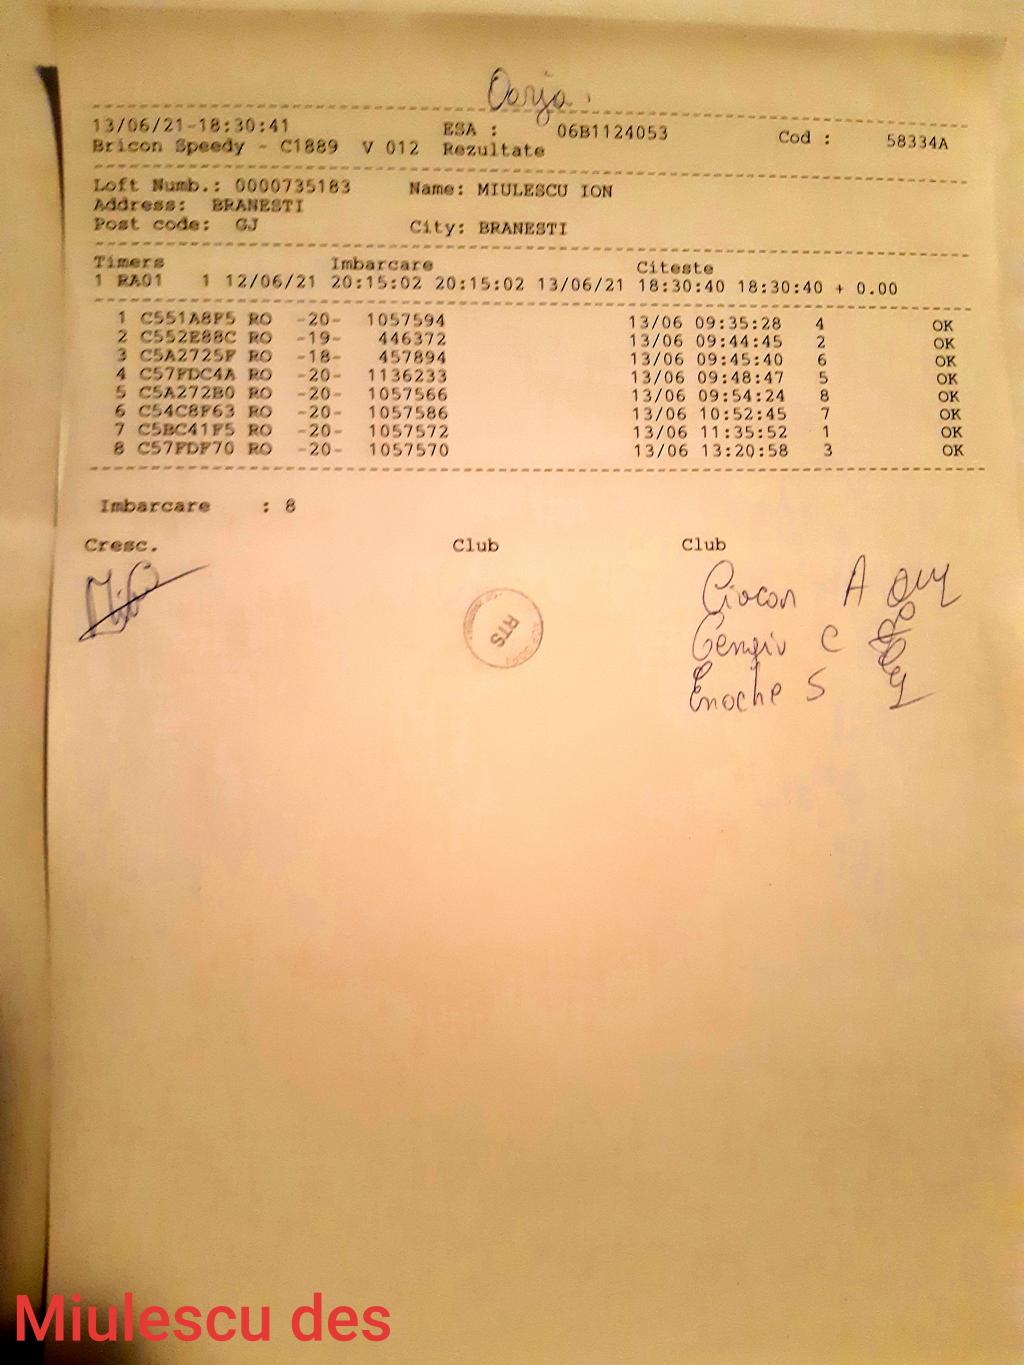 Oarja.
13/06/21-18:30:41 ESA : 06B1124053 Cod : 58334A
Bricon Speedy - C1889 V 012 Rezultate
Loft Numb.: 0000735183 Name: MIULESCU ION
Address: BRANESTI
Post code: GJ City: BRANESTI
Timers Imbarcare Citeste
1 RA01 1 12/06/21 20:15:02 20:15:02 13/06/21 18:30:40 18:30:40 + 0.00
1 C551A8F5 RO -20- 1057594 13/06 09:35:28 4 OK
2 C552E88C RO -19- 446372 13/06 09:44:45 2 OK
3 C5A2725F RO -18- 457894 13/06 09:45:40 6 OK
4 C57FDC4A RO -20- 1136233 13/06 09:48:47 5 OK
5 C5A272B0 RO -20- 1057566 13/06 09:54:24 8 OK
6 C54C8F63 RO -20- 1057586 13/06 10:52:45 7 OK
7 C5BC41F5 RO -20- 1057572 13/06 11:35:52 1 OK
8 C57FDF70 RO -20- 1057570 13/06 13:20:58 3 OK
Imbarcare : 8
Cresc. Club Club
Ciocan A
RTS
C
Enoche S
Miulescu des